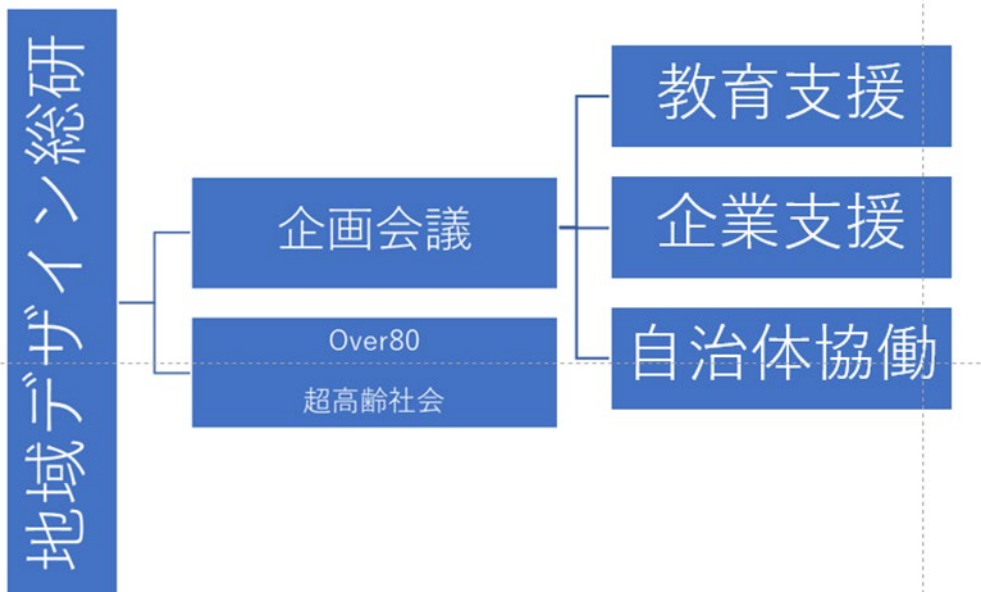 地域デザイン総研
企画会議
Over80
超高齢社会
教育支援
企業支援
自治体協働